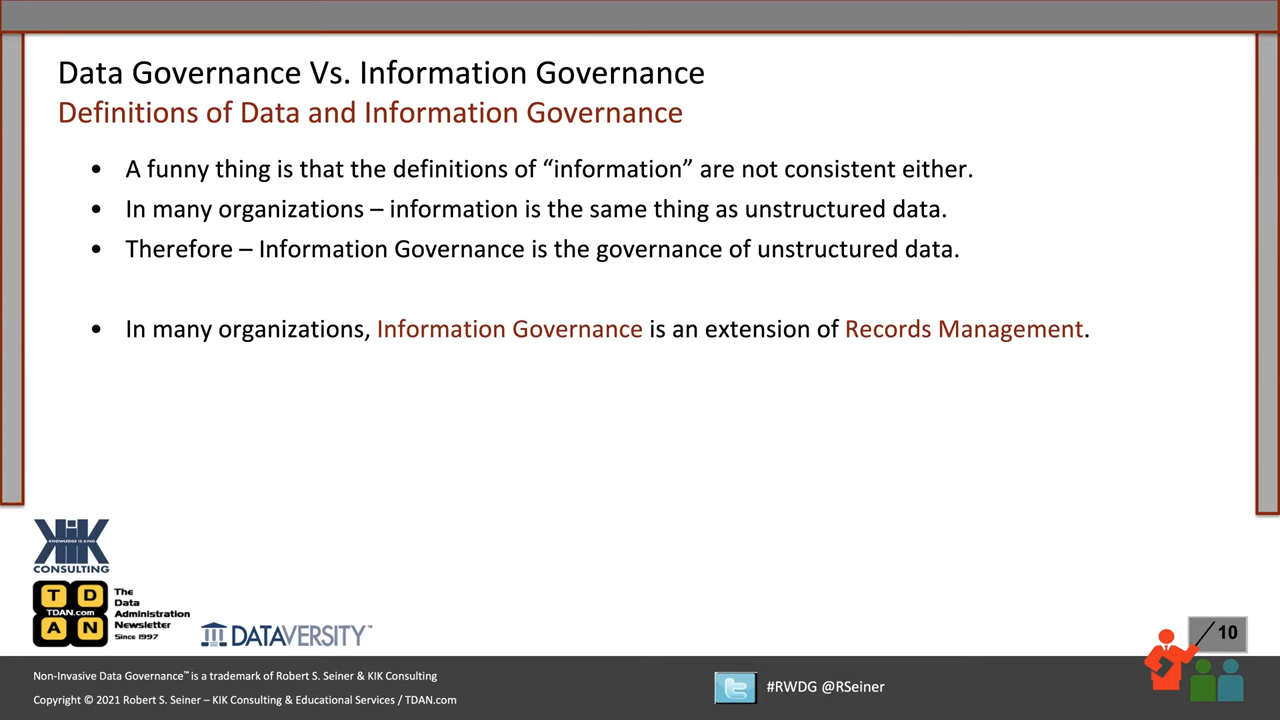 Data Governance Vs. Information Governance
Definitions of Data and Information Governance
• A funny thing is that the definitions of “information” are not consistent either.
• In many organizations – information is the same thing as unstructured data.
• Therefore – Information Governance is the governance of unstructured data.
• In many organizations, Information Governance is an extension of Records Management.
KIK
KNOWLEDGE IS KING
CONSULTING
T D
TDAN.com
A N
The
Data
Administration
Newsletter
Since 1997
DATAVERSITY™
10
Non-Invasive Data Governance™ is a trademark of Robert S. Seiner & KIK Consulting
Copyright © 2021 Robert S. Seiner – KIK Consulting & Educational Services / TDAN.com
#RWDG @RSeiner